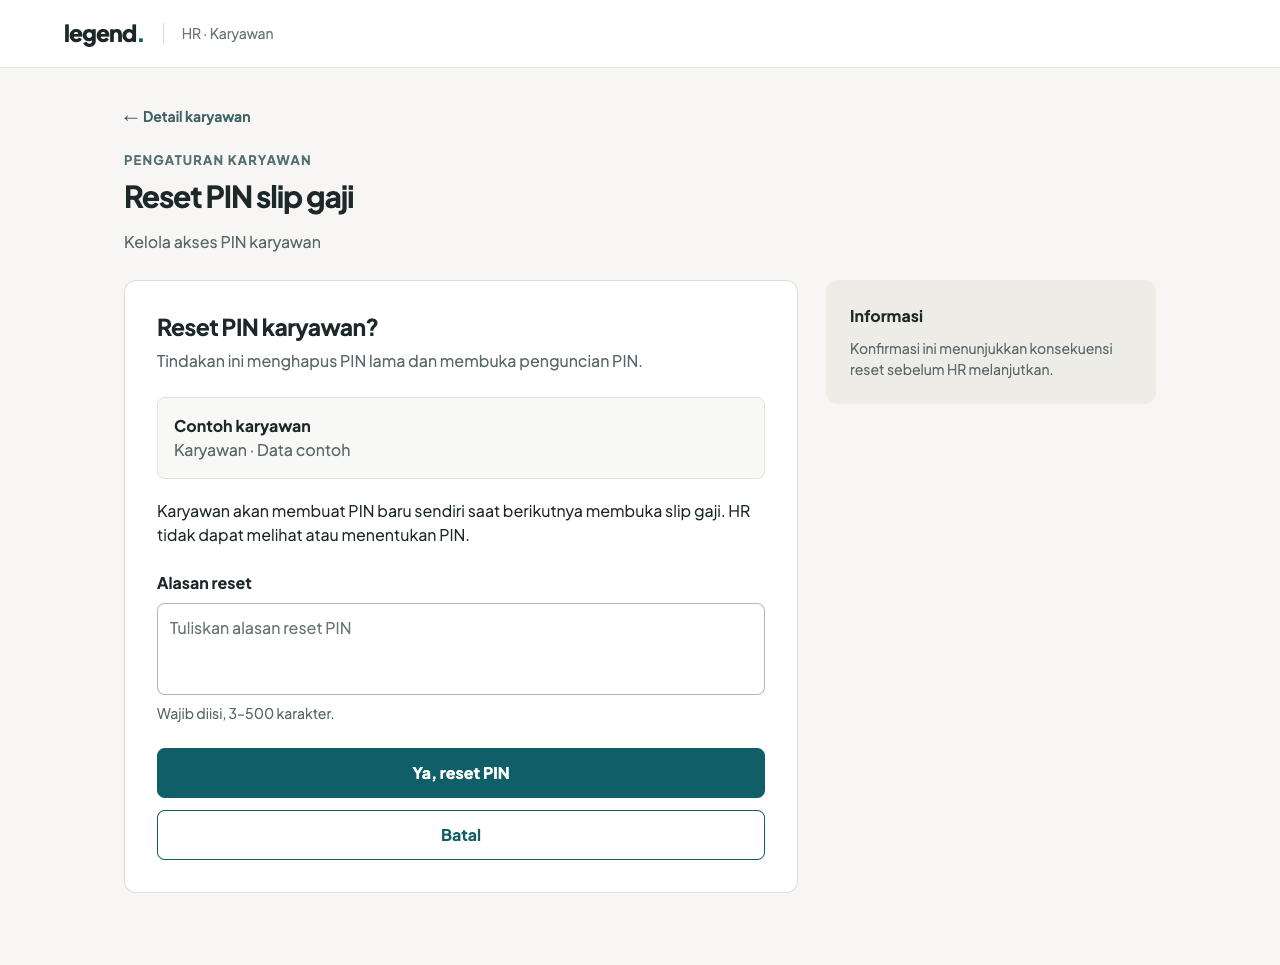 legend.
HR · Karyawan
← Detail karyawan
PENGATURAN KARYAWAN
Reset PIN slip gaji
Kelola akses PIN karyawan
Reset PIN karyawan?
Tindakan ini menghapus PIN lama dan membuka penguncian PIN.
Contoh karyawan
Karyawan · Data contoh
Karyawan akan membuat PIN baru sendiri saat berikutnya membuka slip gaji. HR
tidak dapat melihat atau menentukan PIN.
Alasan reset
Tuliskan alasan reset PIN
Wajib diisi, 3–500 karakter.
Ya, reset PIN
Batal
Informasi
Konfirmasi ini menunjukkan konsekuensi
reset sebelum HR melanjutkan.